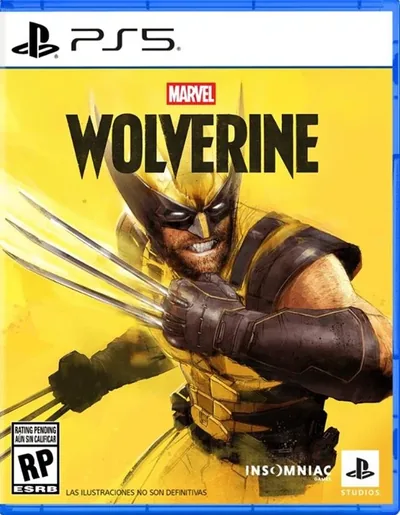 PS5
MARVEL
WOLVERINE
RATING PENDING
AÚN SIN CALIFICAR
RP
ESRB
LAS ILUSTRACIONES NO SON DEFINITIVAS
INSOMNIAC
GAMES
STUDIOS